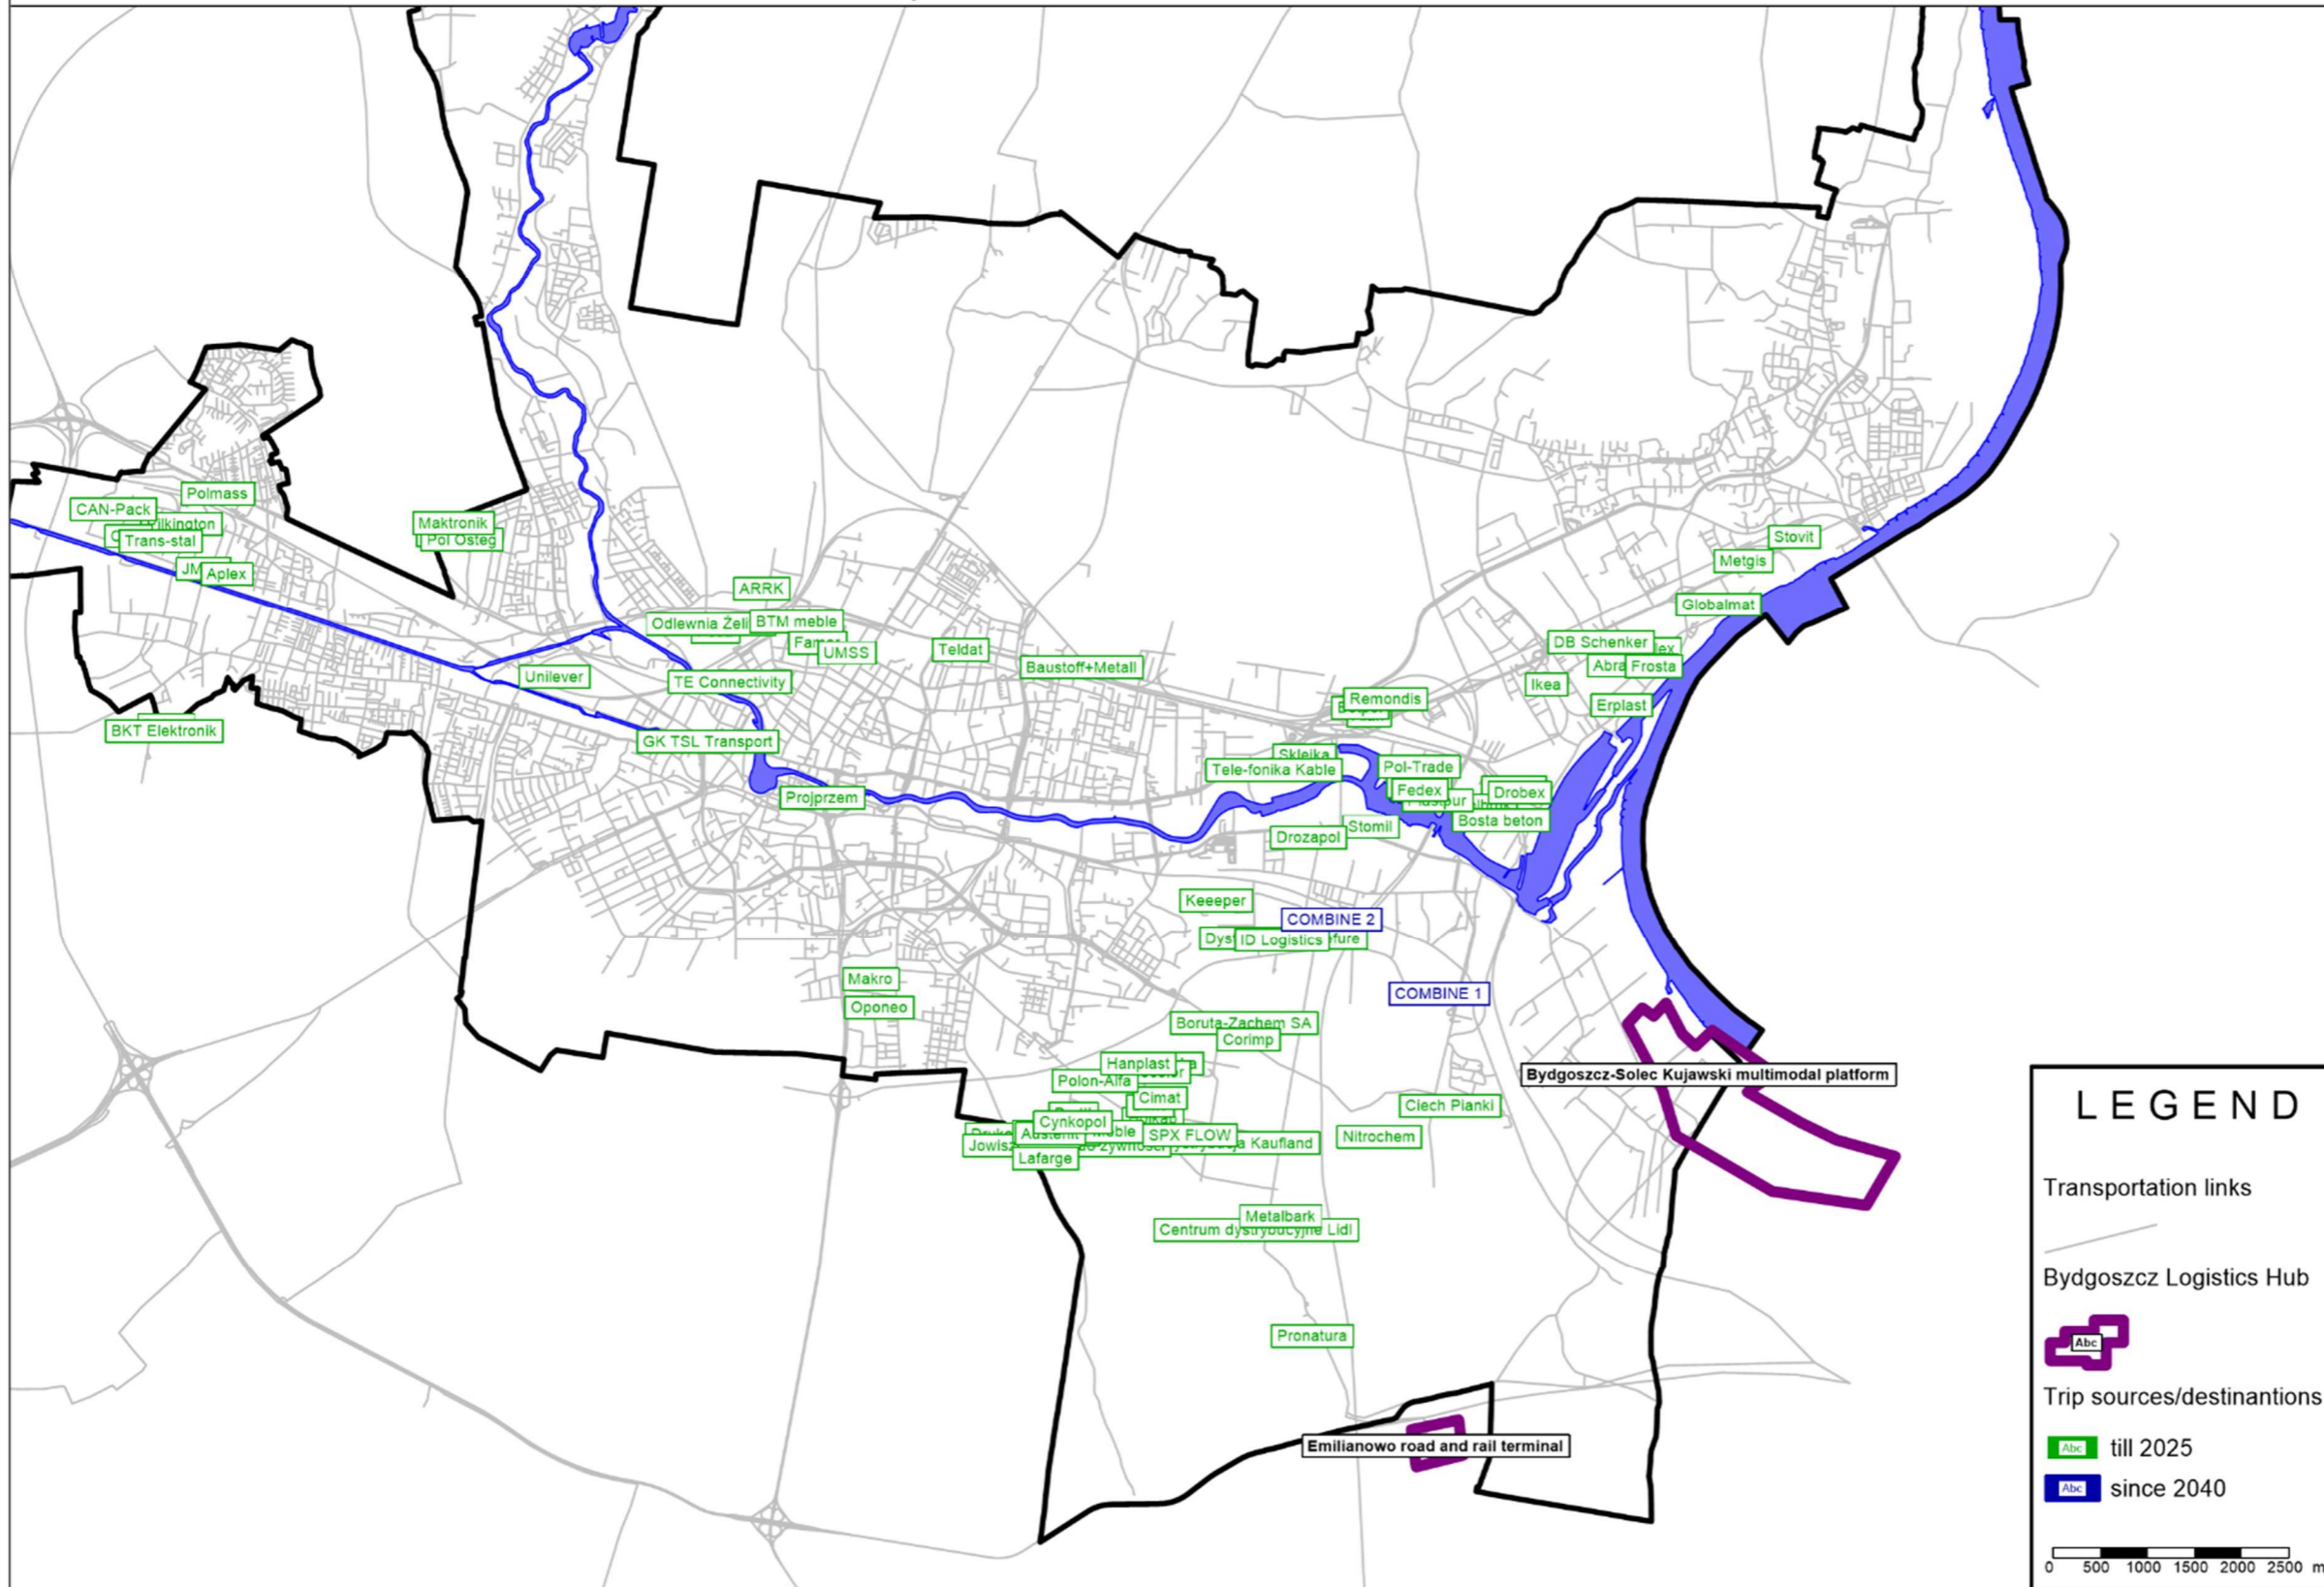 Polmass
CAN-Pack
Trans-stal
Aplex
Maktronik
Pol Osteg
Stovit
Metgis
ARRK
Globalmat
BTM meble
UMSS
Teldat
DB Schenker
Baustoff+Metall
Frosta
Unilever
TE Connectivity
Ikea
Remondis
Erplast
BKT Elektronik
GK TSL Transport
Sklejka
Tele-fonika Kable
Pol-Trade
Fedex
Drobex
Projprzem
Bosta beton
Stomil
Drozapol
Keeeper
COMBINE 2
ID Logistics
Makro
COMBINE 1
Oponeo
Boruta-Zachem SA
Corimp
Hanplast
Bydgoszcz-Solec Kujawski multimodal platform
Polon-Alfa
Cimat
Ciech Pianki
Cynkopol
SPX FLOW
Kaufland
Nitrochem
Lafarge
Metalbark
Centrum dystrybucyjne Lidl
Pronatura
Emilianowo road and rail terminal
LEGEND
Transportation links
Bydgoszcz Logistics Hub
Abc
Trip sources/destinantions
Abc till 2025
Abc since 2040
0 500 1000 1500 2000 2500 m